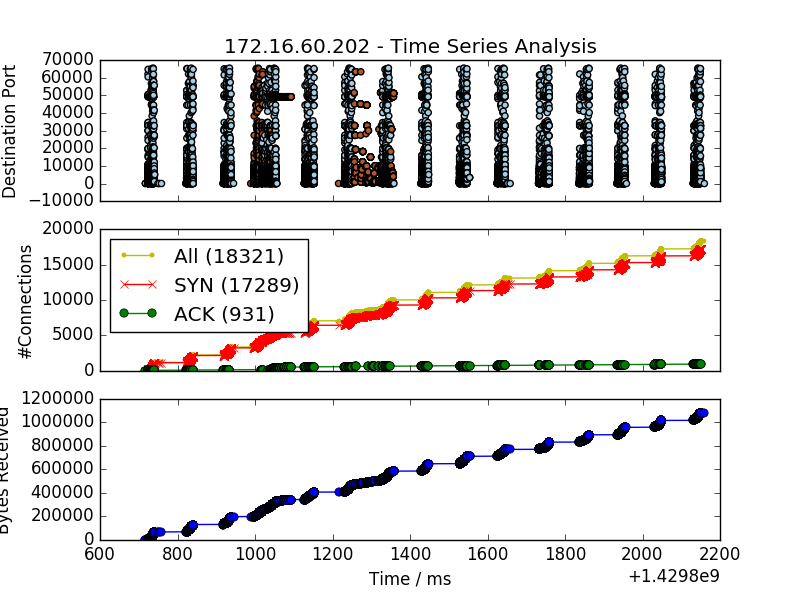 172.16.60.202 - Time Series Analysis
Destination Port
70000
60000
50000
40000
30000
20000
10000
0
−10000
#Connections
20000
15000
10000
5000
0
All (18321)
SYN (17289)
ACK (931)
Bytes Received
1200000
1000000
800000
600000
400000
200000
0
600 800 1000 1200 1400 1600 1800 2000 2200
Time / ms
+1.4298e9